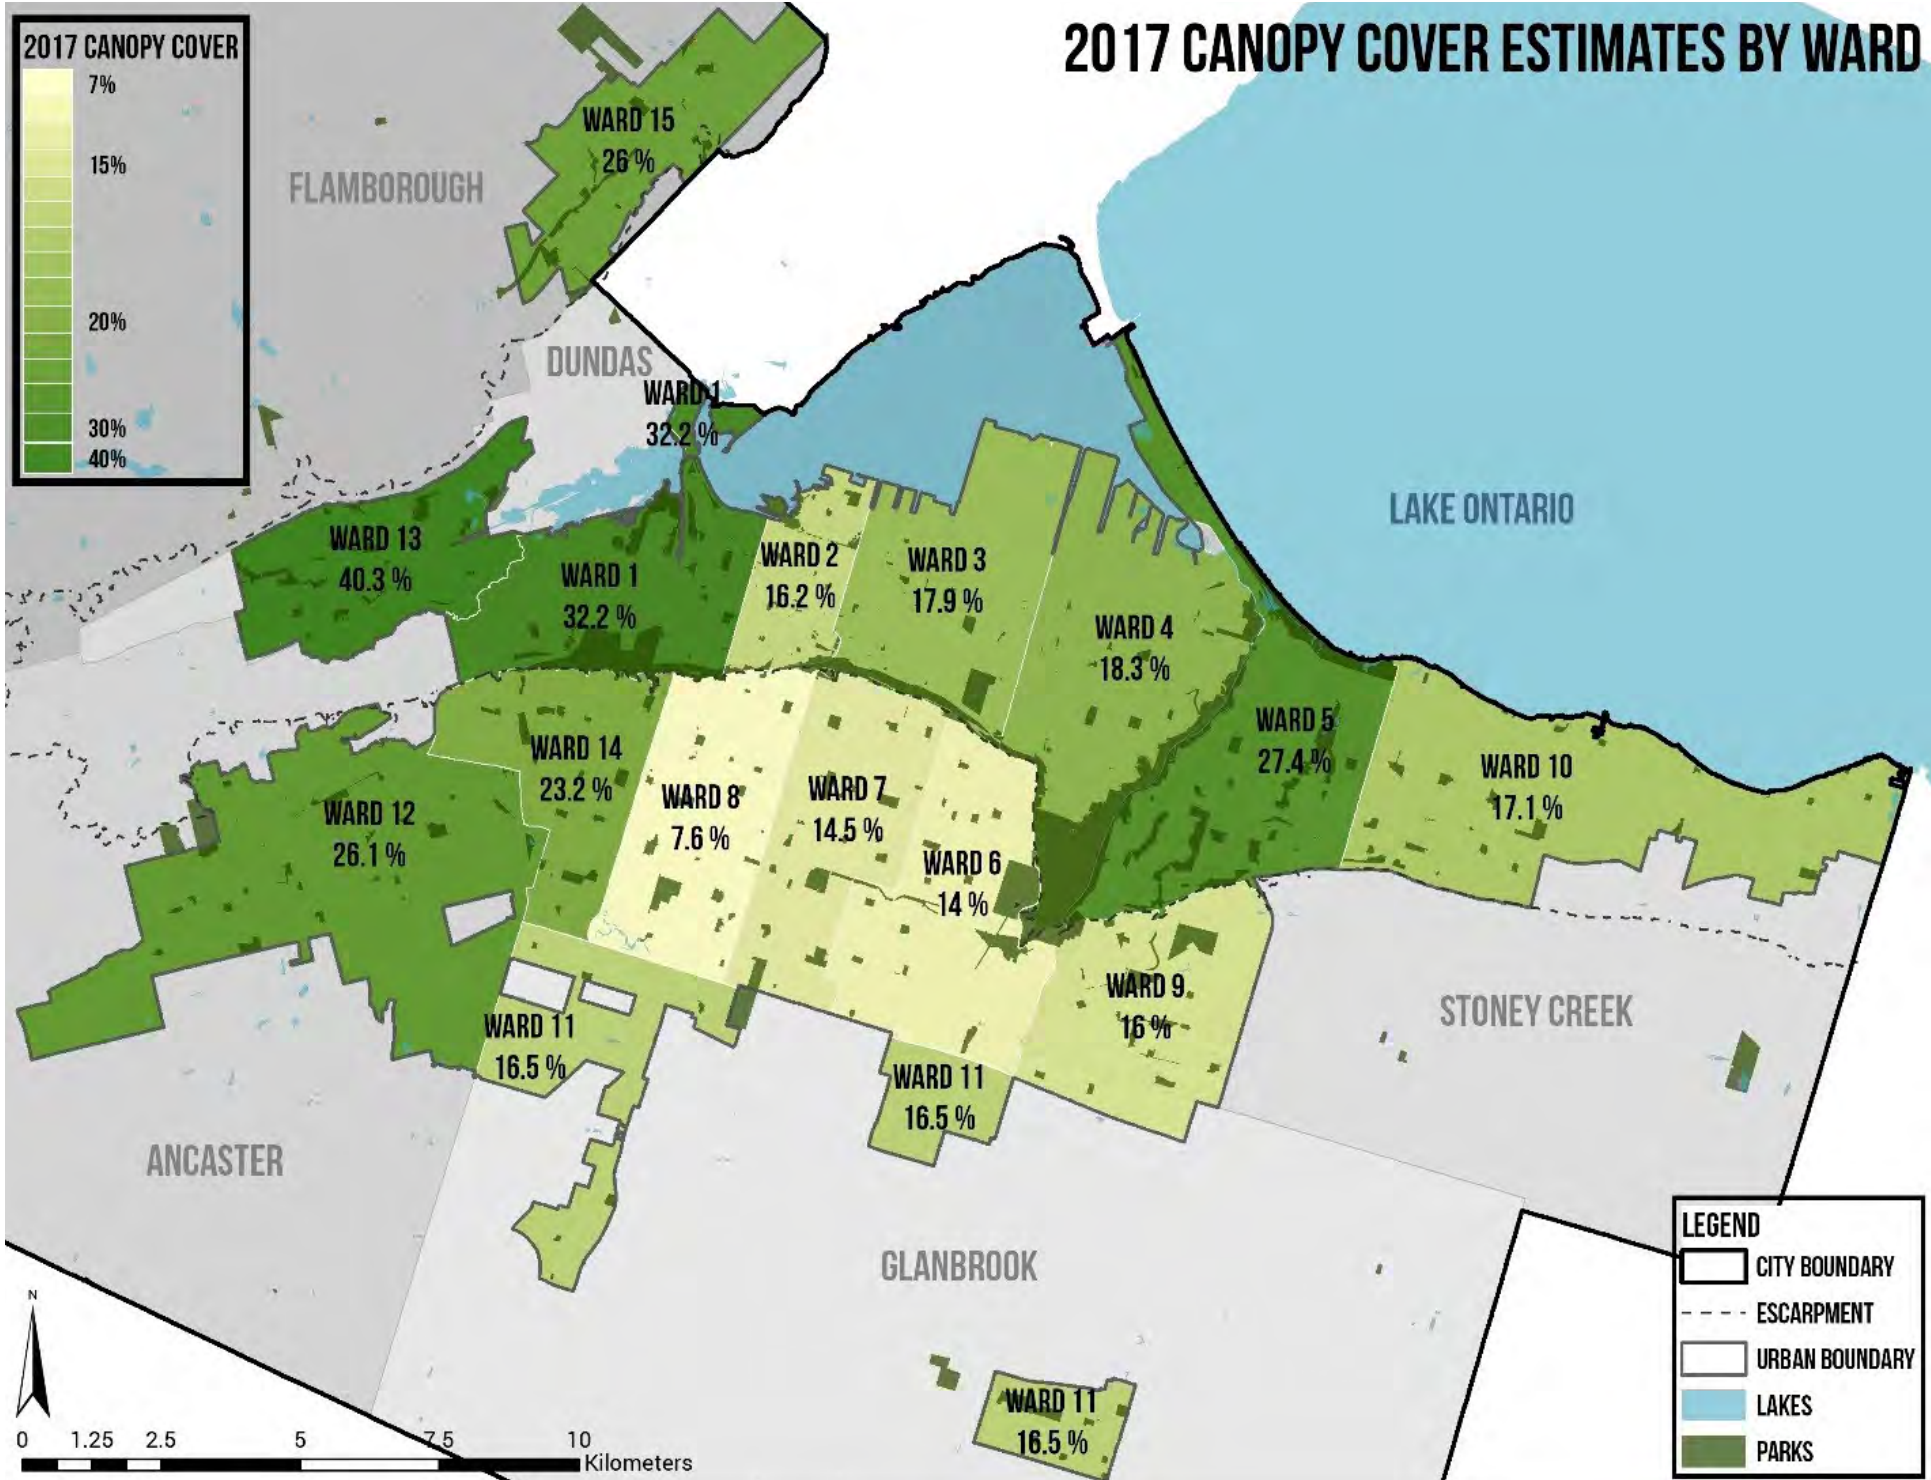 2017 CANOPY COVER ESTIMATES BY WARD
2017 CANOPY COVER
7%
15%
20%
30%
40%
WARD 15
26 %
FLAMBOROUGH
DUNDAS
WARD 1
32.2 %
LAKE ONTARIO
WARD 13
40.3 %
WARD 1
32.2 %
WARD 2
16.2 %
WARD 3
17.9 %
WARD 4
18.3 %
WARD 5
27.4 %
WARD 10
17.1 %
WARD 14
23.2 %
WARD 12
26.1 %
WARD 8
7.6 %
WARD 7
14.5 %
WARD 6
14 %
WARD 9
16 %
STONEY CREEK
WARD 11
16.5 %
WARD 11
16.5 %
ANCASTER
GLANBROOK
WARD 11
16.5 %
LEGEND
CITY BOUNDARY
ESCARPMENT
URBAN BOUNDARY
LAKES
PARKS
N
0 1.25 2.5 5 7.5 10
Kilometers